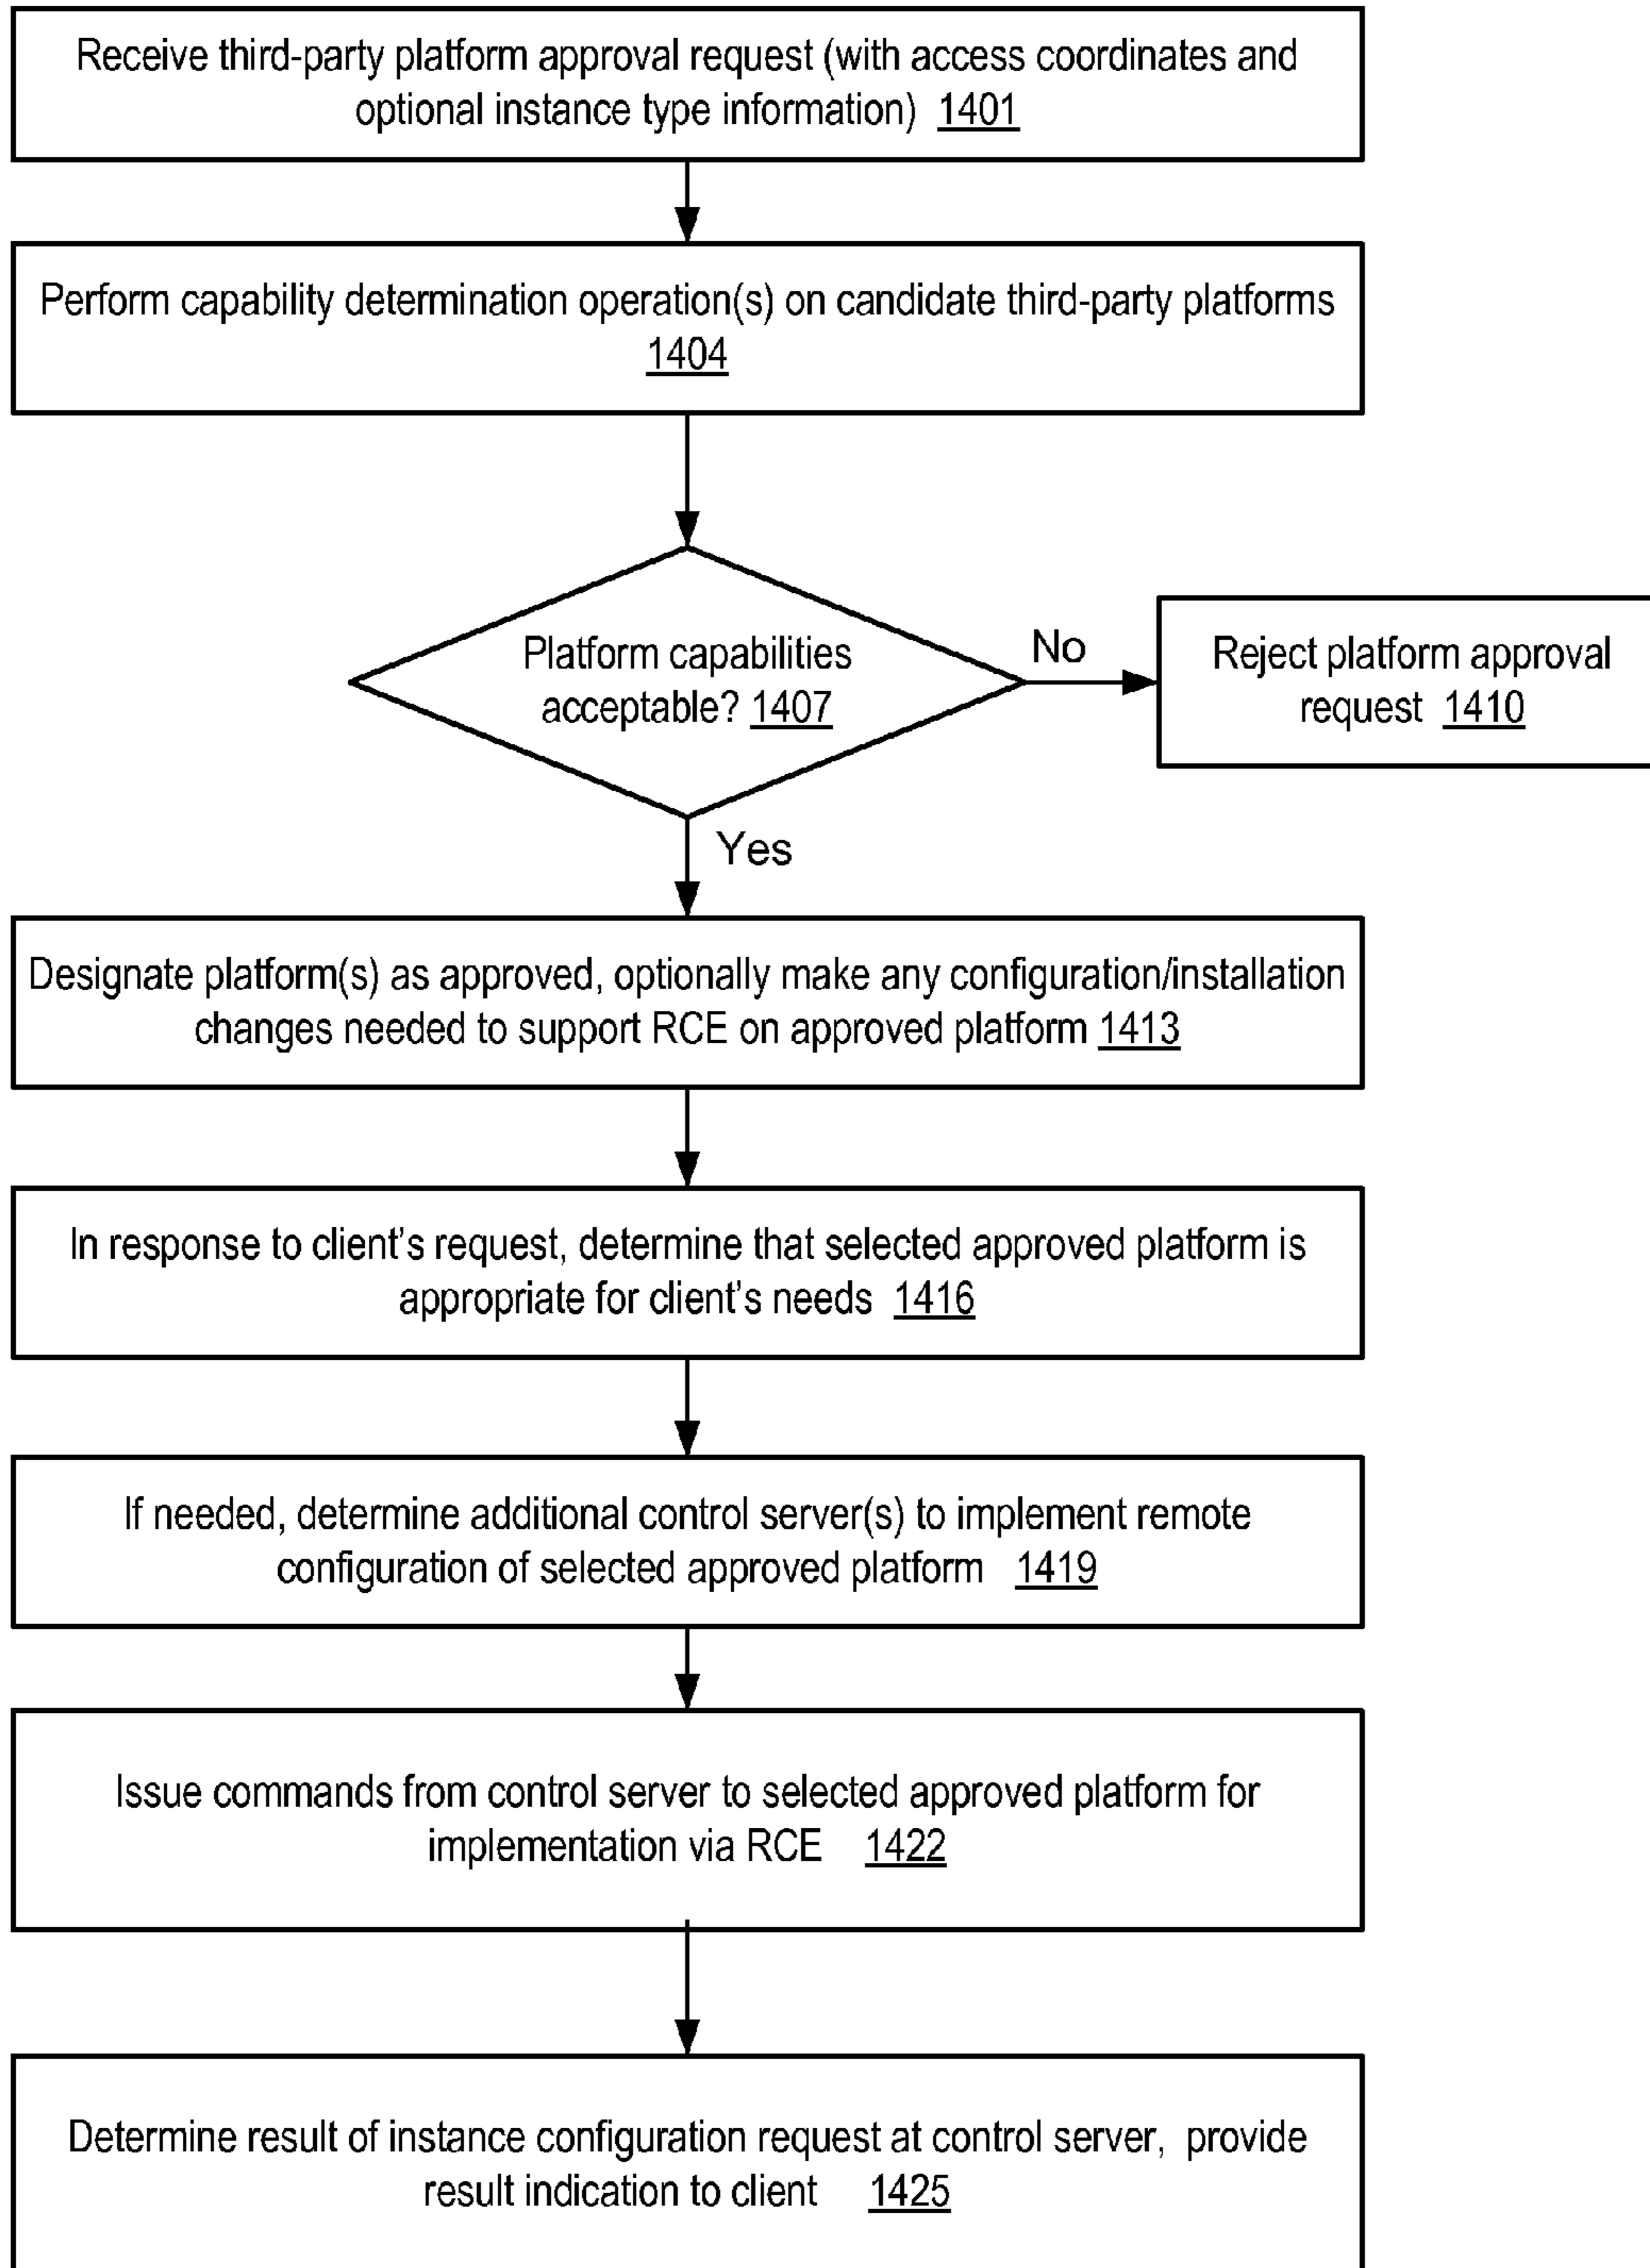 Receive third-party platform approval request (with access coordinates and
optional instance type information) 1401
Perform capability determination operation(s) on candidate third-party platforms
1404
Platform capabilities
acceptable? 1407
No
Reject platform approval
request 1410
Yes
Designate platform(s) as approved, optionally make any configuration/installation
changes needed to support RCE on approved platform 1413
In response to client's request, determine that selected approved platform is
appropriate for client's needs 1416
If needed, determine additional control server(s) to implement remote
configuration of selected approved platform 1419
Issue commands from control server to selected approved platform for
implementation via RCE 1422
Determine result of instance configuration request at control server, provide
result indication to client 1425